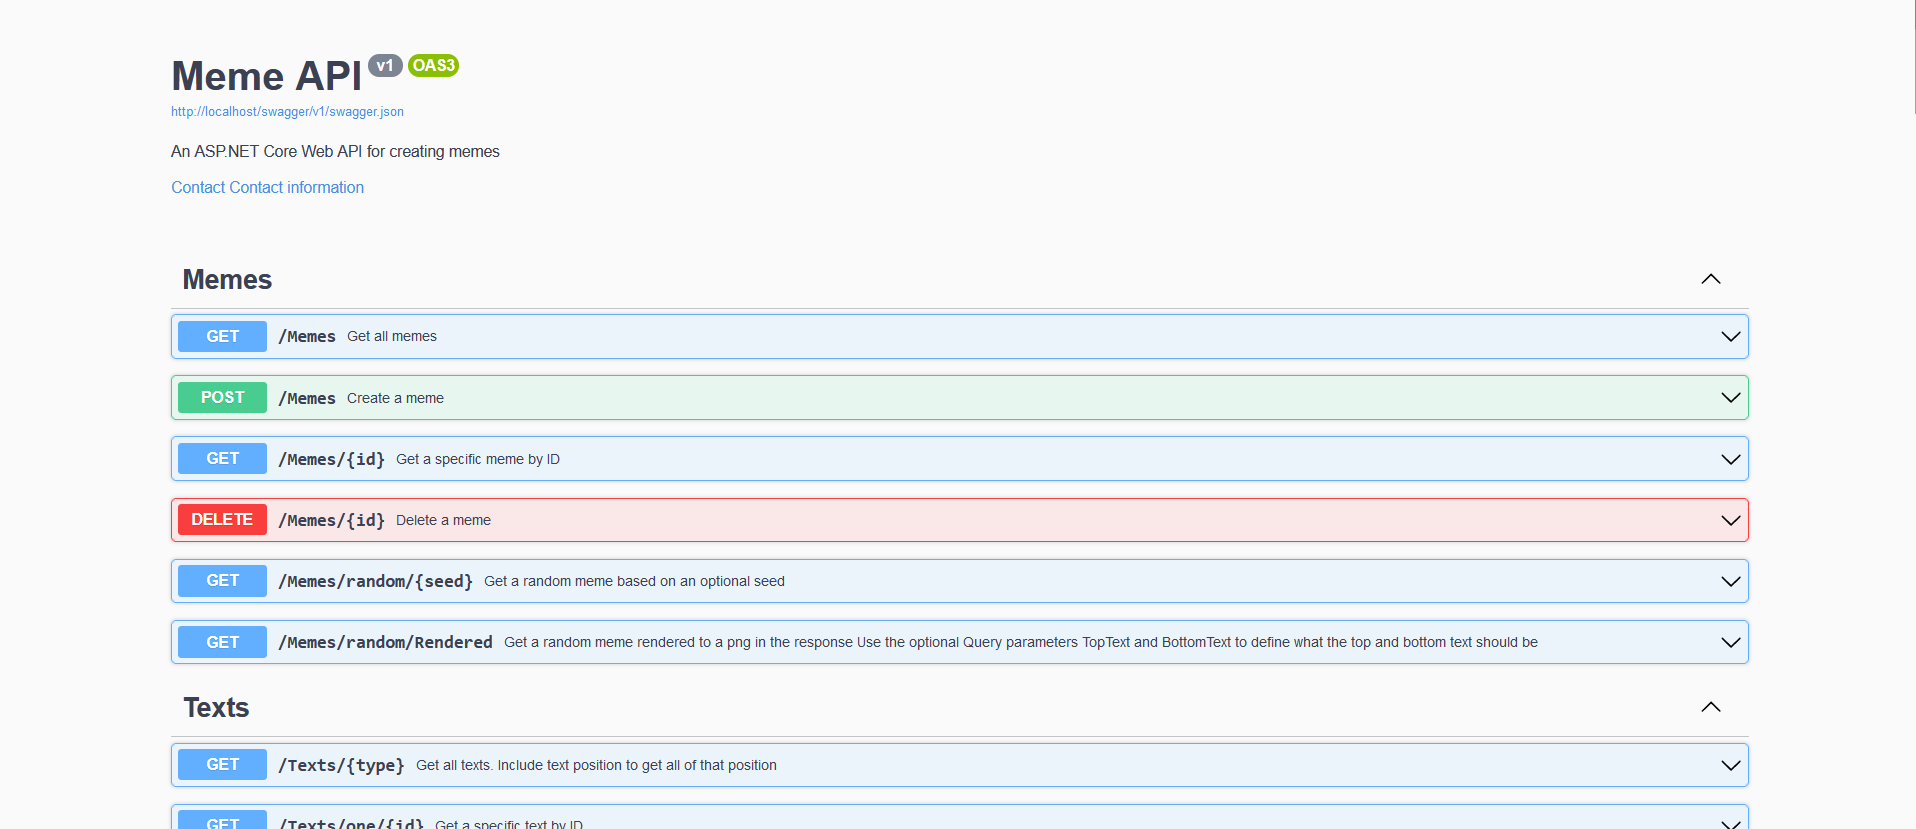 Meme API v1 OAS3
http://localhost/swagger/v1/swagger.json
An ASP.NET Core Web API for creating memes
Contact Contact information
Memes
GET /Memes Get all memes
POST /Memes Create a meme
GET /Memes/{id} Get a specific meme by ID
DELETE /Memes/{id} Delete a meme
GET /Memes/random/{seed} Get a random meme based on an optional seed
GET /Memes/random/Rendered Get a random meme rendered to a png in the response Use the optional Query parameters TopText and BottomText to define what the top and bottom text should be
Texts
GET /Texts/{type} Get all texts. Include text position to get all of that position
GET /Texts/one/{id} Get a specific text by ID